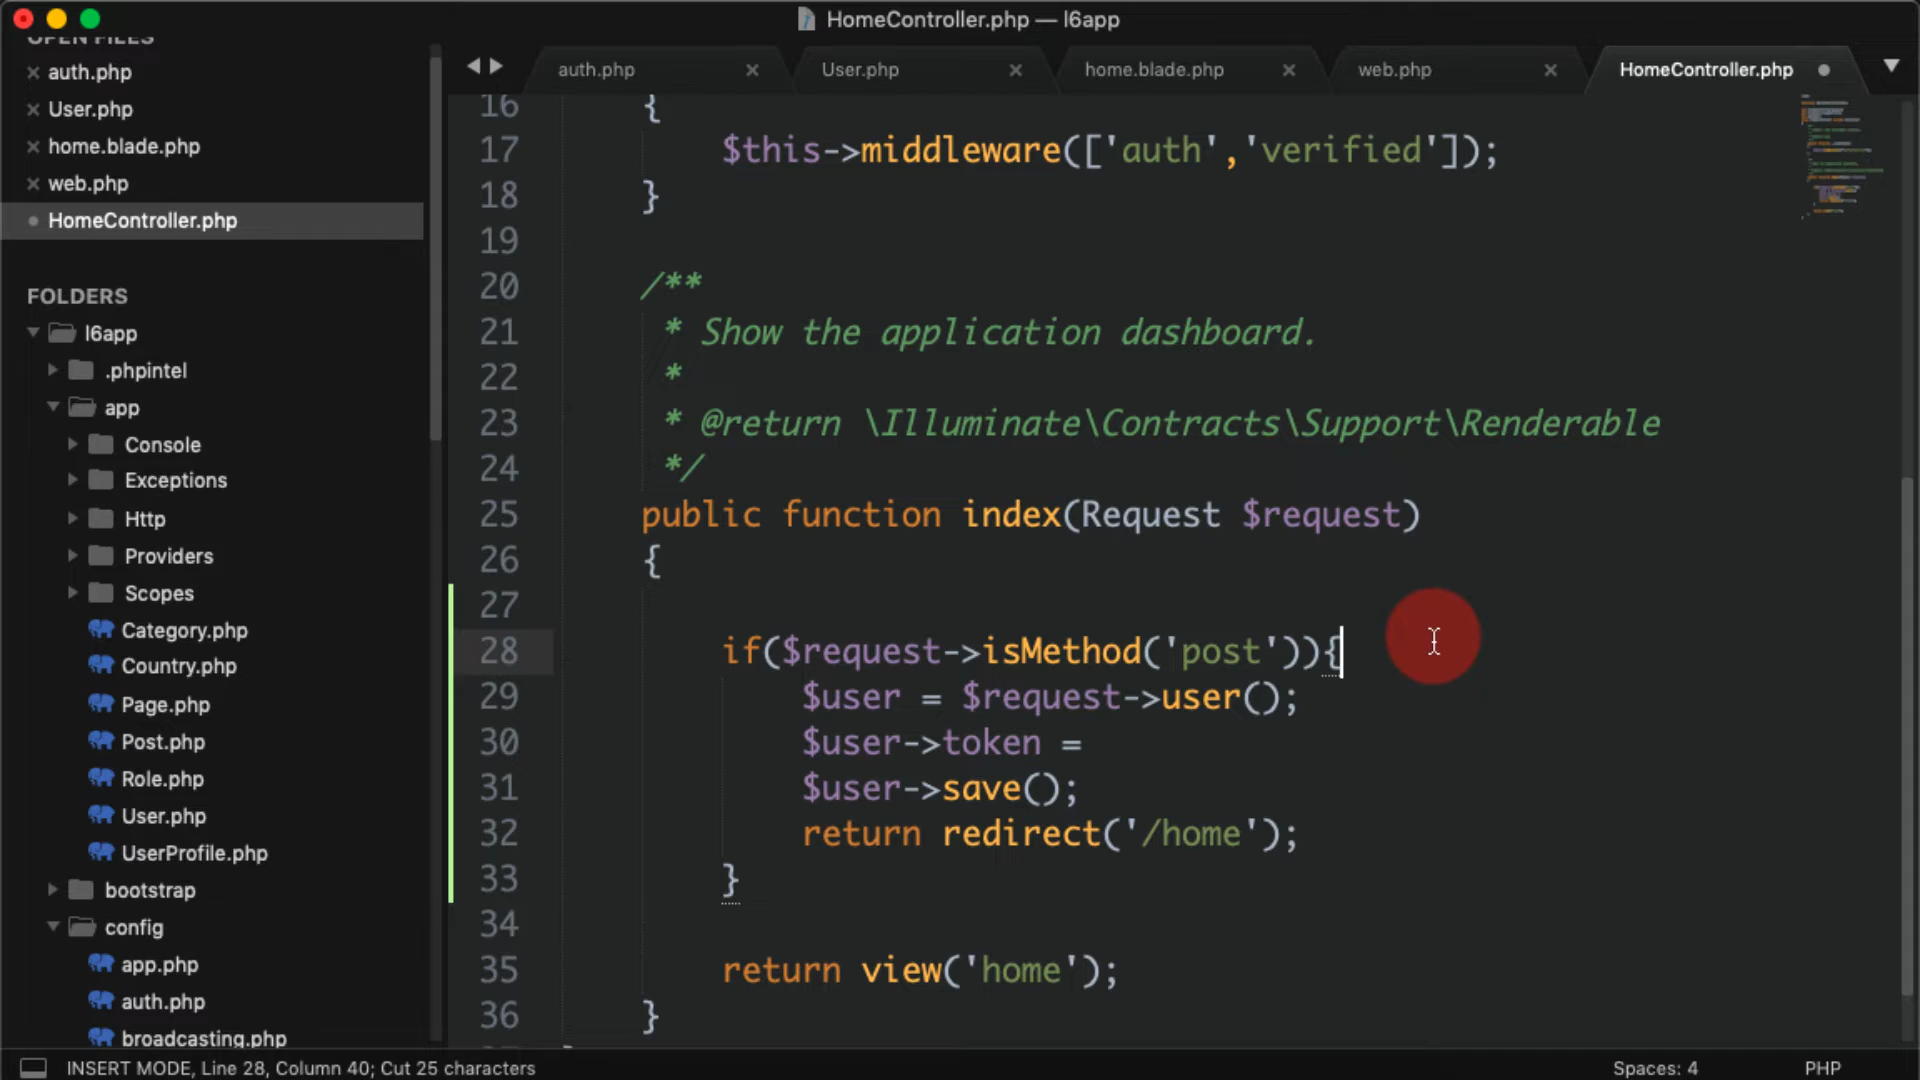 HomeController.php — l6app
OPEN FILES
auth.php
User.php
home.blade.php
web.php
HomeController.php
FOLDERS
l6app
.phpintel
app
Console
Exceptions
Http
Providers
Scopes
Category.php
Country.php
Page.php
Post.php
Role.php
User.php
UserProfile.php
bootstrap
config
app.php
auth.php
broadcasting.php
auth.php
User.php
home.blade.php
web.php
HomeController.php
16 {
17 $this->middleware(['auth','verified']);
18 }
19
20 /**
21 * Show the application dashboard.
22 *
23 * @return \Illuminate\Contracts\Support\Renderable
24 */
25 public function index(Request $request)
26 {
27
28 if($request->isMethod('post')){
29 $user = $request->user();
30 $user->token =
31 $user->save();
32 return redirect('/home');
33 }
34
35 return view('home');
36 }
INSERT MODE, Line 28, Column 40; Cut 25 characters
Spaces: 4
PHP